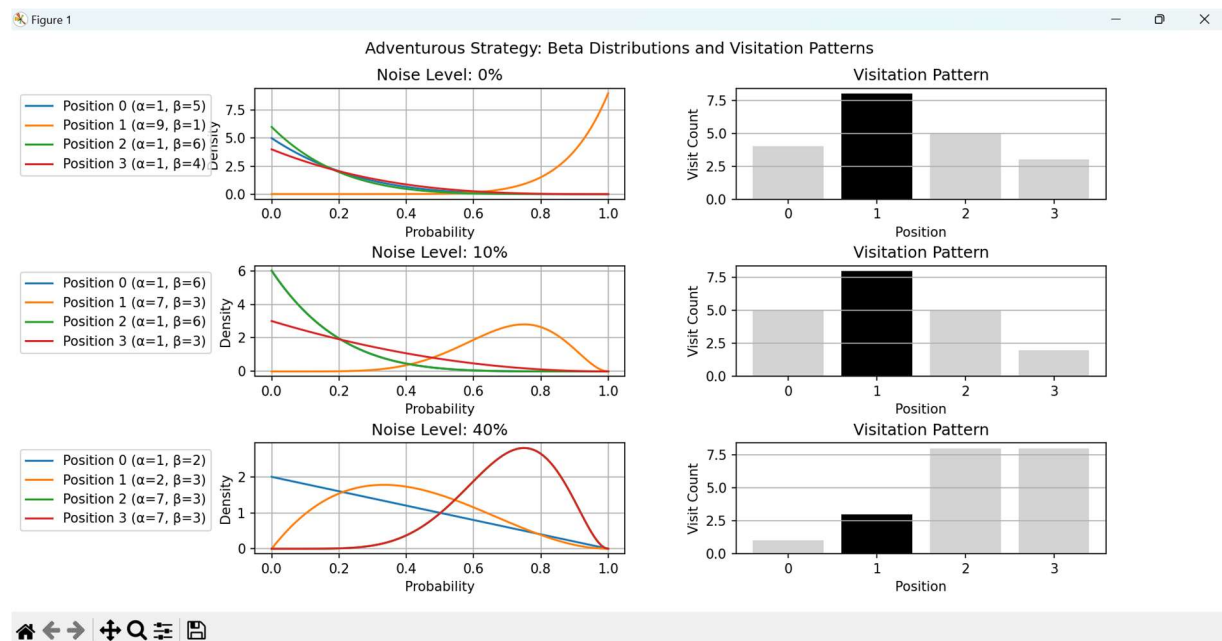 Figure 1
Adventurous Strategy: Beta Distributions and Visitation Patterns
Noise Level: 0%
Position 0 (α=1, β=5)
Position 1 (α=9, β=1)
Position 2 (α=1, β=6)
Position 3 (α=1, β=4)
Density
7.5
5.0
2.5
0.0
0.0 0.2 0.4 0.6 0.8 1.0
Probability
Visitation Pattern
Visit Count
7.5
5.0
2.5
0.0
0 1 2 3
Position
Noise Level: 10%
Position 0 (α=1, β=6)
Position 1 (α=7, β=3)
Position 2 (α=1, β=6)
Position 3 (α=1, β=3)
Density
6
4
2
0
0.0 0.2 0.4 0.6 0.8 1.0
Probability
Visitation Pattern
Visit Count
7.5
5.0
2.5
0.0
0 1 2 3
Position
Noise Level: 40%
Position 0 (α=1, β=2)
Position 1 (α=2, β=3)
Position 2 (α=7, β=3)
Position 3 (α=7, β=3)
Density
2
1
0
0.0 0.2 0.4 0.6 0.8 1.0
Probability
Visitation Pattern
Visit Count
7.5
5.0
2.5
0.0
0 1 2 3
Position